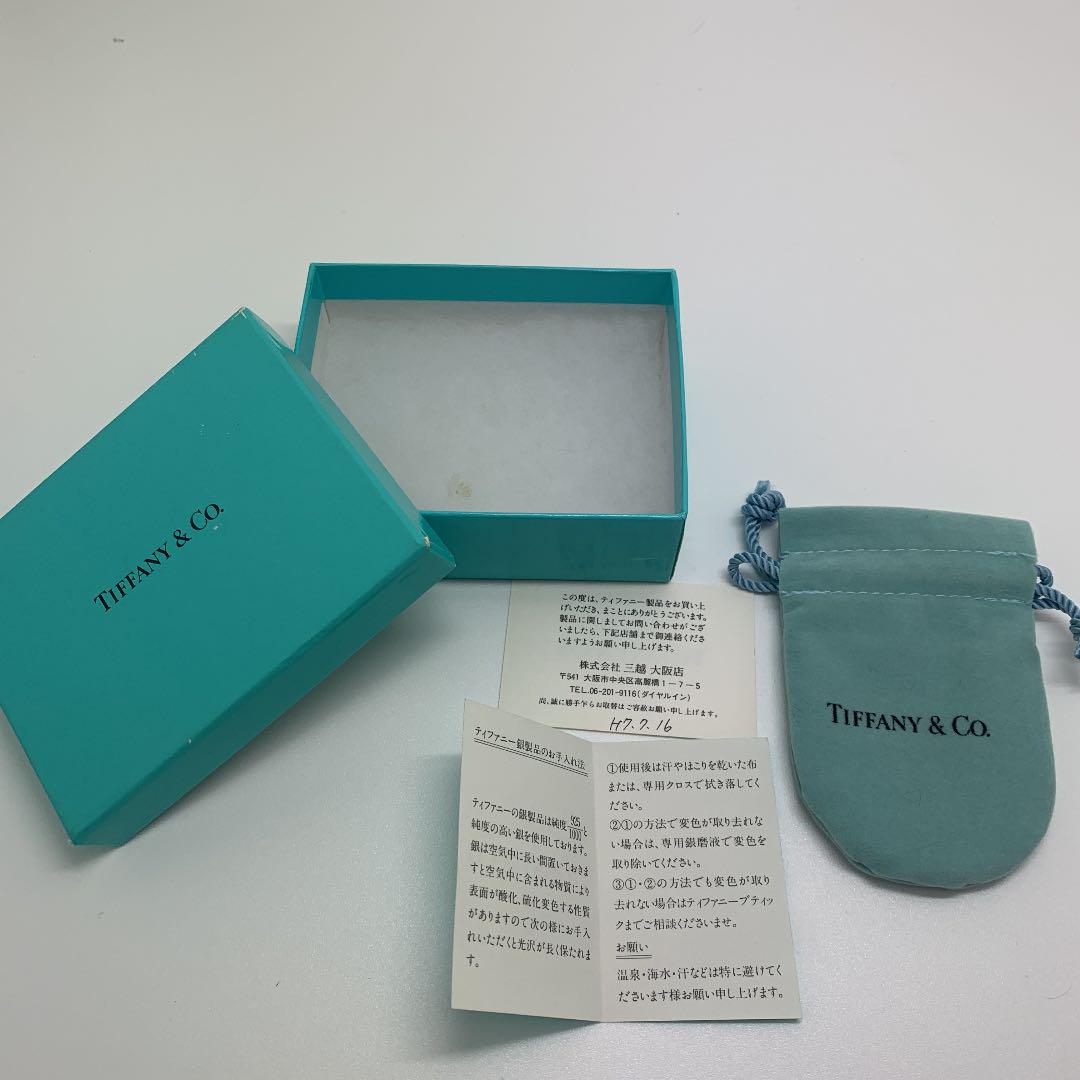 TIFFANY & CO.
この度は、ティファニー製品をお買い上
げいただき、まことにありがとうございます。
製品に関しましてお問い合わせがござ
いましたら、下記店舗まで御連絡くださ
いますようお願い申し上げます。
株式会社 三越 大阪店
〒541 大阪市中央区高麗橋1-7-5
TEL.06-201-9116(ダイヤルイン)
尚、誠に勝手乍らお取替はご容赦お願い申し上げます。
H7.7.16
TIFFANY & CO.
ティファニー銀製品のお手入れ法
ティファニーの銀製品は純度925/1000と
純度の高い銀を使用しております。
銀は空気中に長い間置いておきま
すと空気中に含まれる物質により
表面が酸化、硫化変色する性質
がありますので次の様にお手入
れいただくと光沢が長く保たれま
す。
①使用後は汗やほこりを乾いた布
または、専用クロスで拭き落してく
ださい。
②①の方法で変色が取り去れな
い場合は、専用銀磨液で変色を
取り除いてください。
③①・②の方法でも変色が取り
去れない場合はティファニーブティッ
クまでご相談くださいませ。
お願い
温泉・海水・汗などは特に避けてく
ださいます様お願い申し上げます。